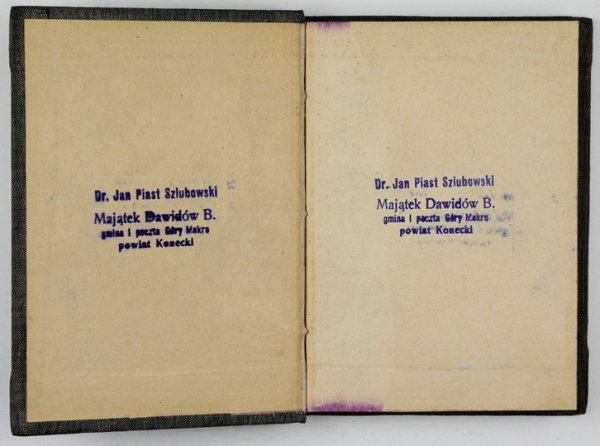 Dr. Jan Piast Szlubowski
Majątek Dawidów B.
gmina i poczta Góry Mokre
powiat Konecki
Dr. Jan Piast Szlubowski
Majątek Dawidów B.
gmina i poczta Góry Mokre
powiat Konecki